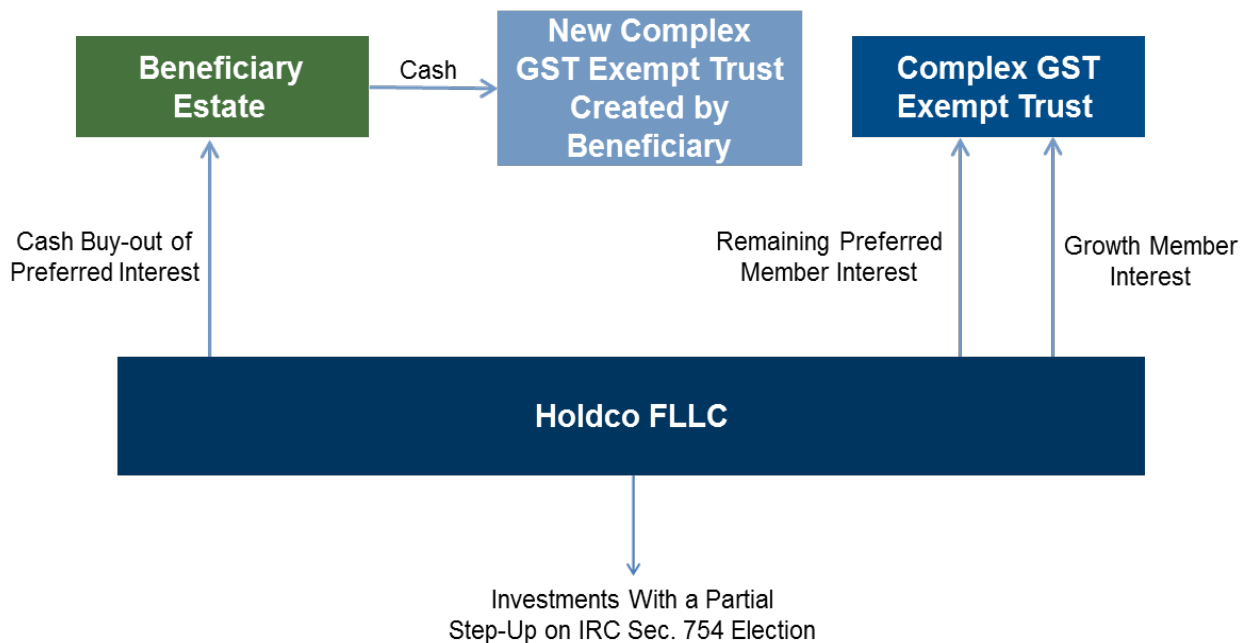 Beneficiary
Estate
Cash
New Complex
GST Exempt Trust
Created by
Beneficiary
Complex GST
Exempt Trust
Cash Buy-out of
Preferred Interest
Remaining Preferred
Member Interest
Growth Member
Interest
Holdco FLLC
Investments With a Partial
Step-Up on IRC Sec. 754 Election